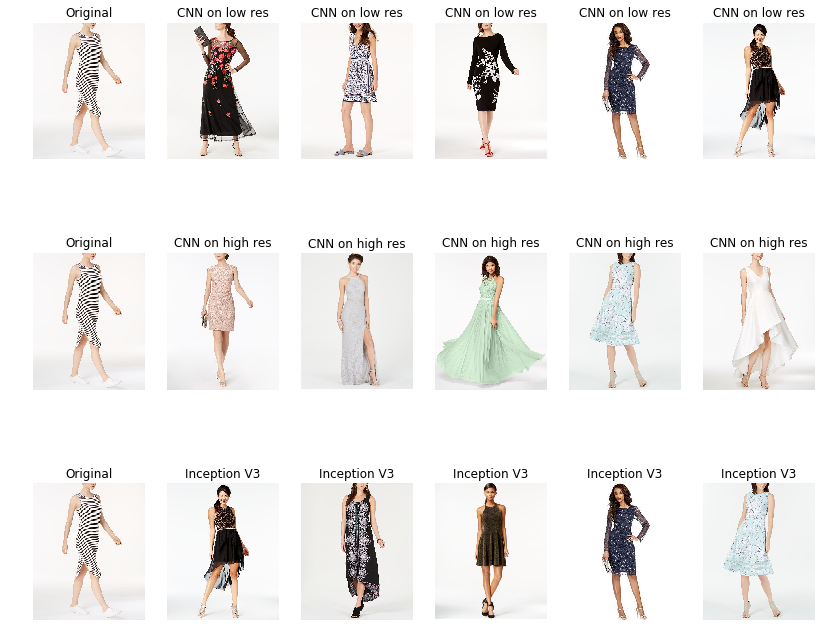 Original
CNN on low res
CNN on low res
CNN on low res
CNN on low res
CNN on low res
Original
CNN on high res
CNN on high res
CNN on high res
CNN on high res
CNN on high res
Original
Inception V3
Inception V3
Inception V3
Inception V3
Inception V3